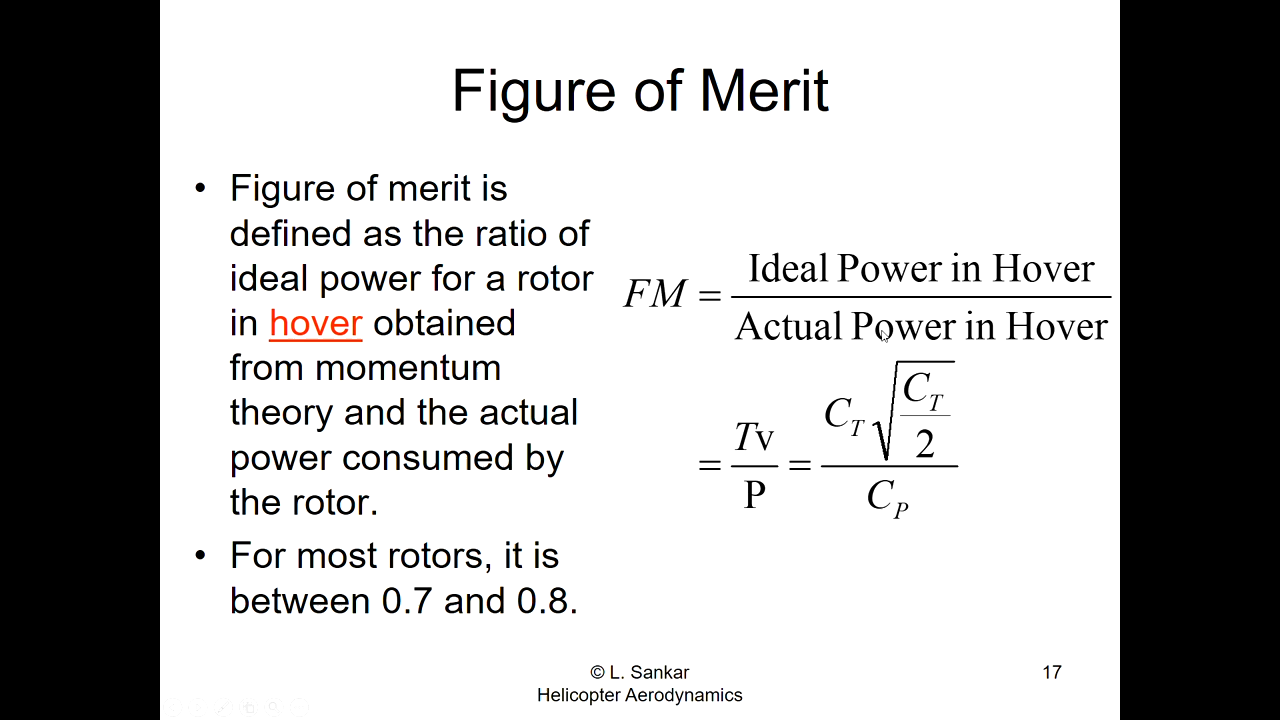 Figure of Merit
• Figure of merit is
defined as the ratio of
ideal power for a rotor
in hover obtained
from momentum
theory and the actual
power consumed by
the rotor.
• For most rotors, it is
between 0.7 and 0.8.
FM = Ideal Power in Hover
Actual Power in Hover
= Tv / P = C_T √(C_T / 2) / C_P
© L. Sankar
Helicopter Aerodynamics
17